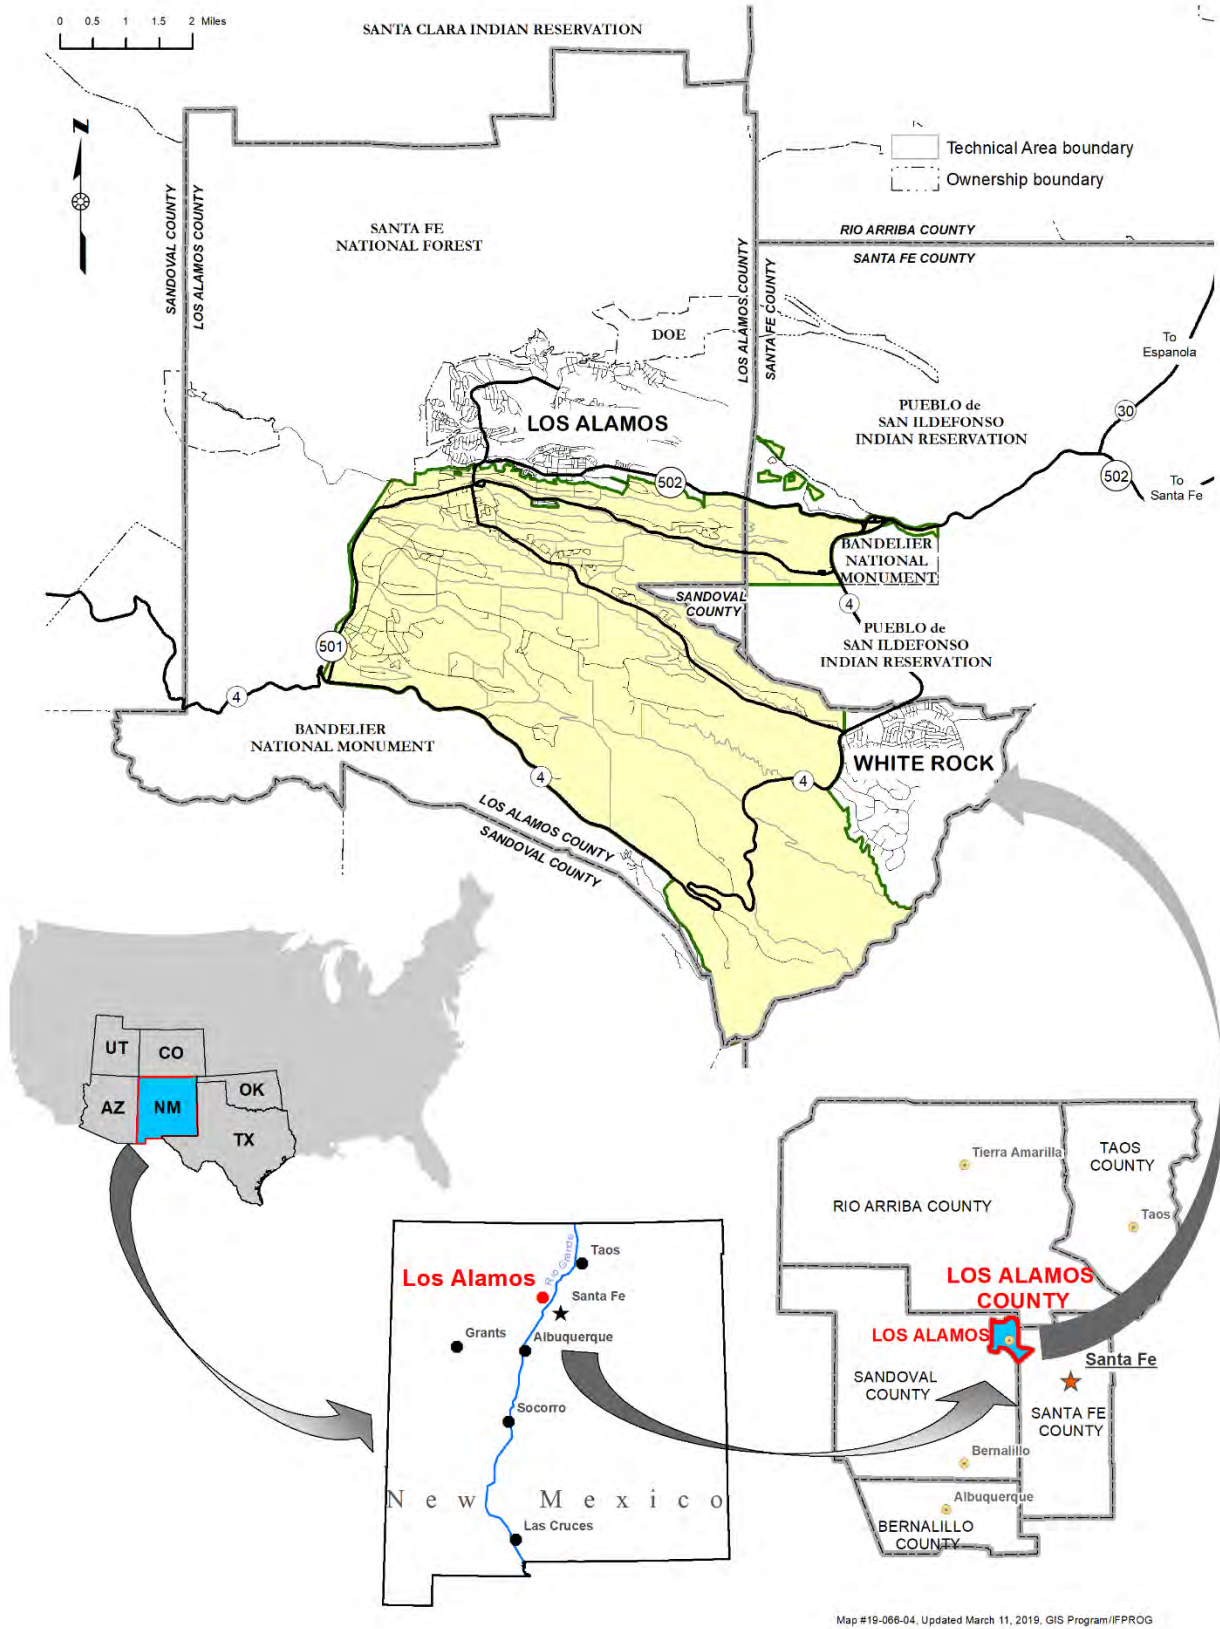 0 0.5 1 1.5 2 Miles
SANTA CLARA INDIAN RESERVATION
Z
Technical Area boundary
Ownership boundary
SANDOVAL COUNTY
LOS ALAMOS COUNTY
SANTA FE
NATIONAL FOREST
RIO ARRIBA COUNTY
SANTA FE COUNTY
LOS ALAMOS COUNTY
SANTA FE COUNTY
DOE
To
Espanola
30
PUEBLO de
SAN ILDEFONSO
INDIAN RESERVATION
LOS ALAMOS
502
502
To
Santa Fe
BANDELIER
NATIONAL
MONUMENT
SANDOVAL
COUNTY
4
PUEBLO de
SAN ILDEFONSO
INDIAN RESERVATION
501
4
BANDELIER
NATIONAL MONUMENT
WHITE ROCK
4
4
LOS ALAMOS COUNTY
SANDOVAL COUNTY
UT
CO
AZ
NM
OK
TX
Tierra Amarilla
TAOS
COUNTY
RIO ARRIBA COUNTY
Taos
LOS ALAMOS
COUNTY
LOS ALAMOS
Santa Fe
SANDOVAL
COUNTY
SANTA FE
COUNTY
Bernalillo
Albuquerque
BERNALILLO
COUNTY
Rio Grande
Taos
Los Alamos
Santa Fe
Grants
Albuquerque
Socorro
New Mexico
Las Cruces
Map #19-066-04, Updated March 11, 2019, GIS Program/IFPROG